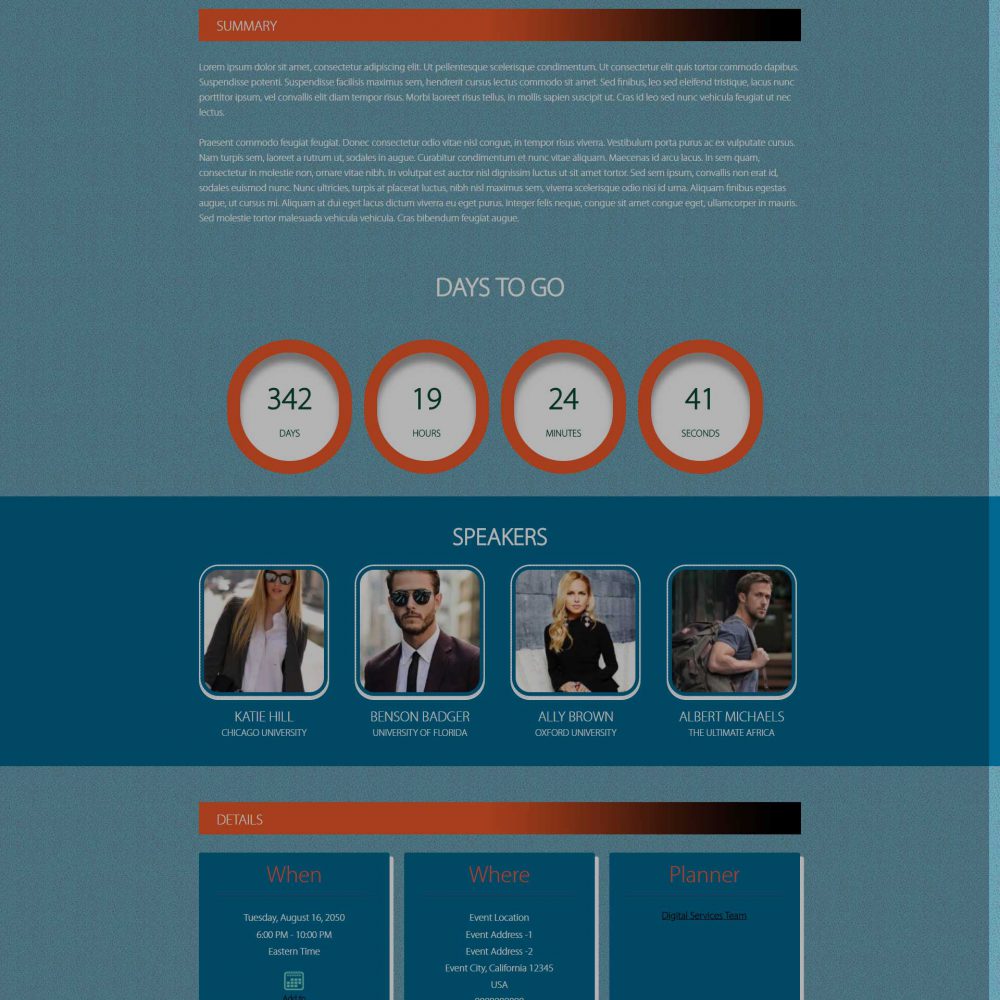 SUMMARY
Lorem ipsum dolor sit amet, consectetur adipiscing elit. Ut pellentesque scelerisque condimentum. Ut consectetur elit quis tortor commodo dapibus.
Suspendisse potenti. Suspendisse facilisis maximus sem, hendrerit cursus lectus commodo sit amet. Sed finibus, leo sed eleifend tristique, lacus nunc
porttitor ipsum, vel convallis elit diam tempor risus. Morbi laoreet risus tellus, in mollis sapien suscipit ut. Cras id leo sed nunc vehicula feugiat ut nec
lectus.
Praesent commodo feugiat feugiat. Donec consectetur odio vitae nisl congue, in tempor risus viverra. Vestibulum porta purus ac ex vulputate cursus.
Nam turpis sem, laoreet a rutrum ut, sodales in augue. Curabitur condimentum et nunc vitae aliquam. Maecenas id arcu lacus. In sem quam,
consectetur in molestie non, ornare vitae nibh. In volutpat est auctor nisl dignissim luctus ut sit amet tortor. Sed sem ipsum, convallis non erat id,
sodales euismod nunc. Nunc ultricies, turpis at placerat luctus, nibh nisl maximus sem, viverra scelerisque odio nisi id urna. Aliquam finibus egestas
augue, ut cursus mi. Aliquam at dui eget lacus dictum viverra eu eget purus. Integer felis neque, congue sit amet congue eget, ullamcorper in mauris.
Sed molestie tortor malesuada vehicula vehicula. Cras bibendum feugiat augue.
DAYS TO GO
342 19 24 41
DAYS HOURS MINUTES SECONDS
SPEAKERS
KATIE HILL BENSON BADGER ALLY BROWN ALBERT MICHAELS
CHICAGO UNIVERSITY UNIVERSITY OF FLORIDA OXFORD UNIVERSITY THE ULTIMATE AFRICA
DETAILS
When
Tuesday, August 16, 2050
6:00 PM - 10:00 PM
Eastern Time
Where
Event Location
Event Address -1
Event Address -2
Event City, California 12345
USA
Planner
Digital Services Team